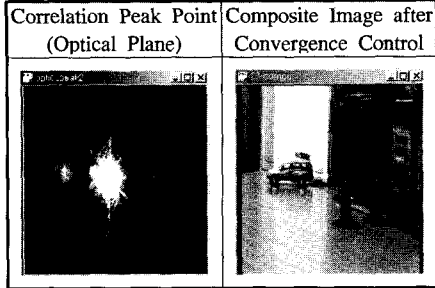 Correlation Peak Point
(Optical Plane)
Composite Image after
Convergence Control